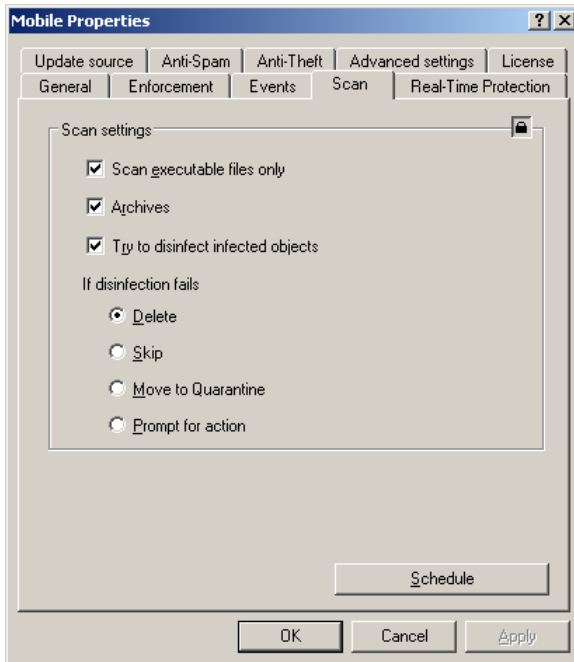 Mobile Properties
Update source Anti-Spam Anti-Theft Advanced settings License
General Enforcement Events Scan Real-Time Protection
Scan settings
Scan executable files only
Archives
Try to disinfect infected objects
If disinfection fails
Delete
Skip
Move to Quarantine
Prompt for action
Schedule
OK Cancel Apply